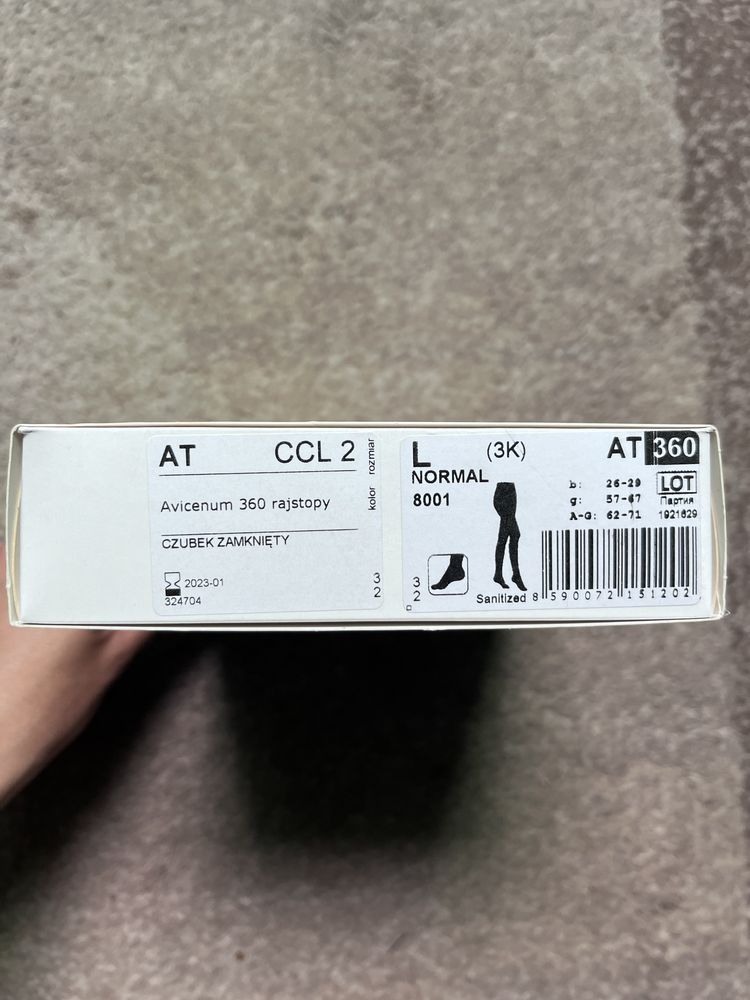 AT CCL 2
Avicenum 360 rajstopy
CZUBEK ZAMKNIĘTY
2023-01
324704
kolor rozmiar
3
2
L (3K) AT 360
NORMAL
8001
b: 26-29
g: 57-67
A-G: 62-71
LOT
Партия
1921629
3
2
Sanitized
8 590072 151202